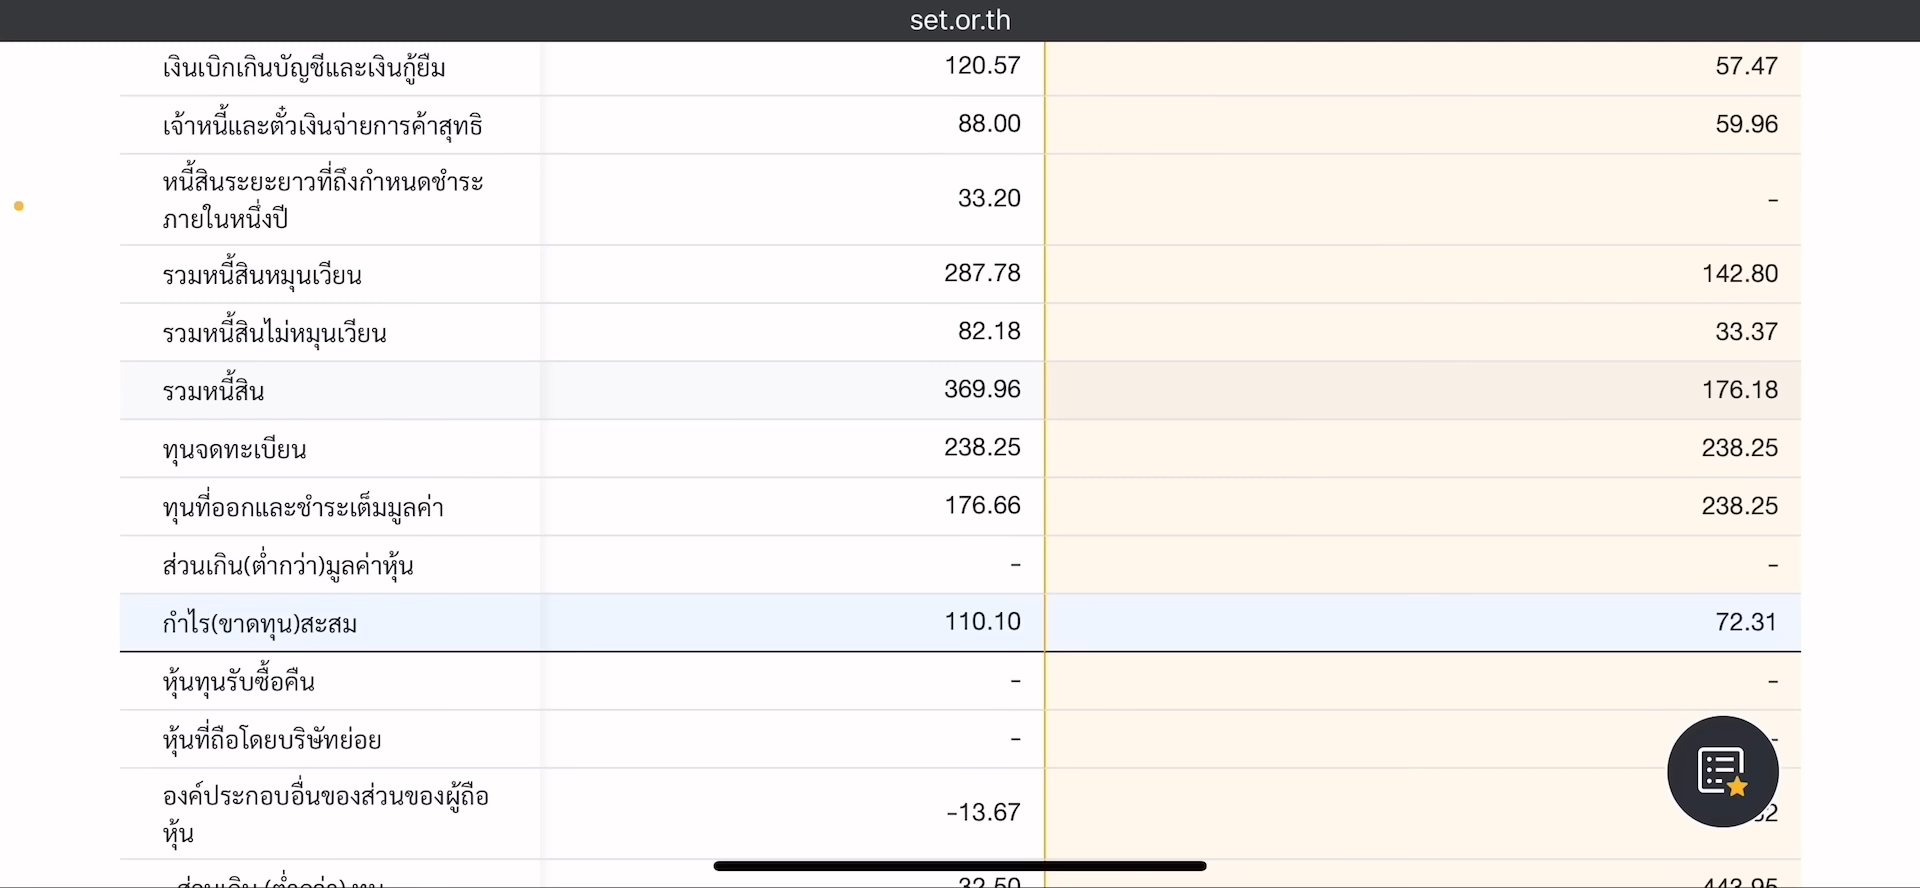 set.or.th
เงินเบิกเกินบัญชีและเงินกู้ยืม 120.57 57.47
เจ้าหนี้และตั๋วเงินจ่ายการค้าสุทธิ 88.00 59.96
หนี้สินระยะยาวที่ถึงกำหนดชำระ
ภายในหนึ่งปี 33.20 -
รวมหนี้สินหมุนเวียน 287.78 142.80
รวมหนี้สินไม่หมุนเวียน 82.18 33.37
รวมหนี้สิน 369.96 176.18
ทุนจดทะเบียน 238.25 238.25
ทุนที่ออกและชำระเต็มมูลค่า 176.66 238.25
ส่วนเกิน(ต่ำกว่า)มูลค่าหุ้น - -
กำไร(ขาดทุน)สะสม 110.10 72.31
หุ้นทุนรับซื้อคืน - -
หุ้นที่ถือโดยบริษัทย่อย - -
องค์ประกอบอื่นของส่วนของผู้ถือ
หุ้น -13.67